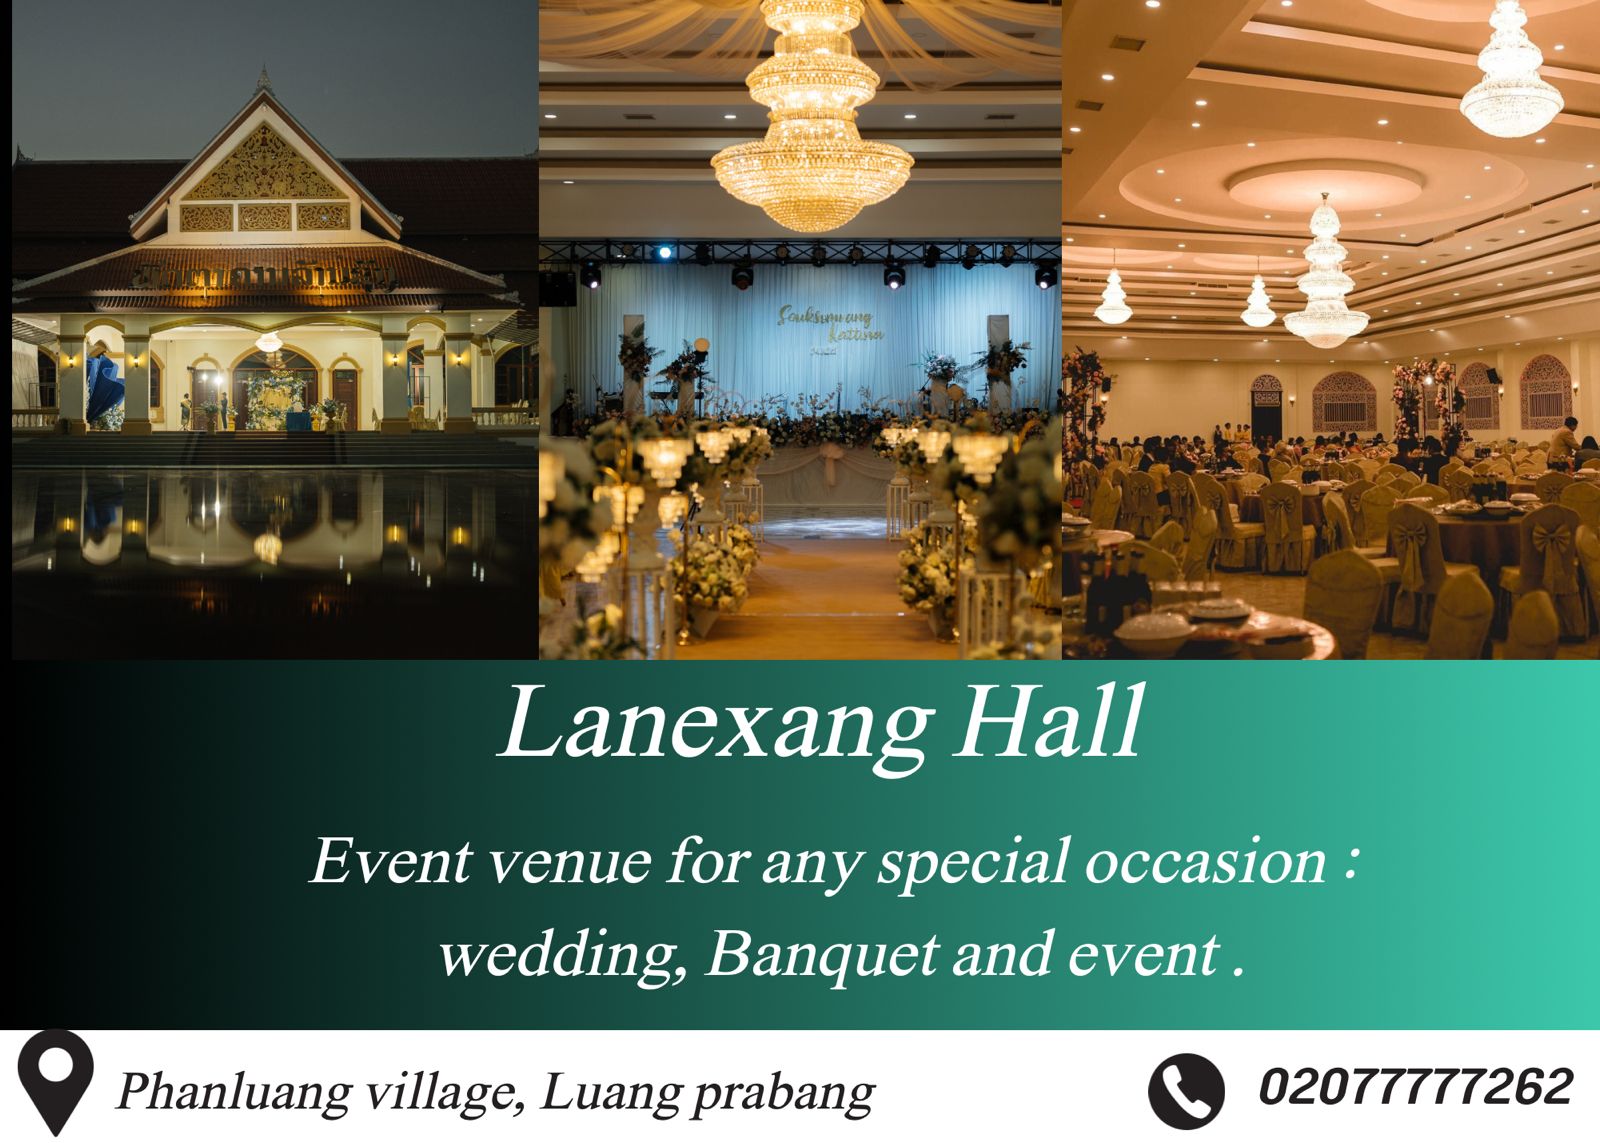 Lanexang Hall
Event venue for any special occasion :
wedding, Banquet and event .
Phanluang village, Luang prabang
02077777262